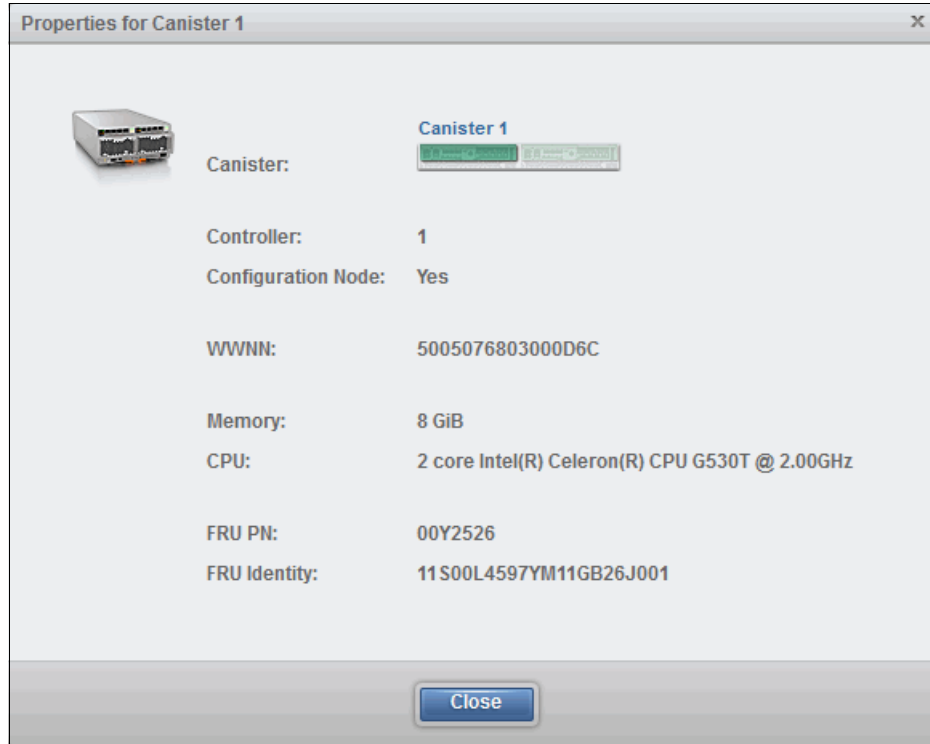 Properties for Canister 1 x
Canister 1
Canister:
Controller: 1
Configuration Node: Yes
WWNN: 5005076803000D6C
Memory: 8 GiB
CPU: 2 core Intel(R) Celeron(R) CPU G530T @ 2.00GHz
FRU PN: 00Y2526
FRU Identity: 11S00L4597YM11GB26J001
Close